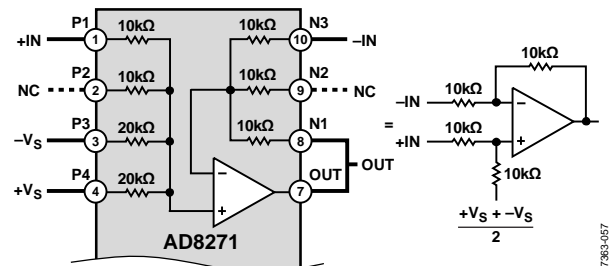 P1
+IN
1
10kΩ
P2
NC
2
10kΩ
P3
−VS
3
20kΩ
P4
+VS
4
20kΩ
N3
10kΩ
10
−IN
N2
10kΩ
9
NC
N1
10kΩ
8
OUT
OUT
7
−
+
AD8271
=
10kΩ
−IN
10kΩ
−
+IN
10kΩ
+
10kΩ
+VS + −VS
2
7363-057